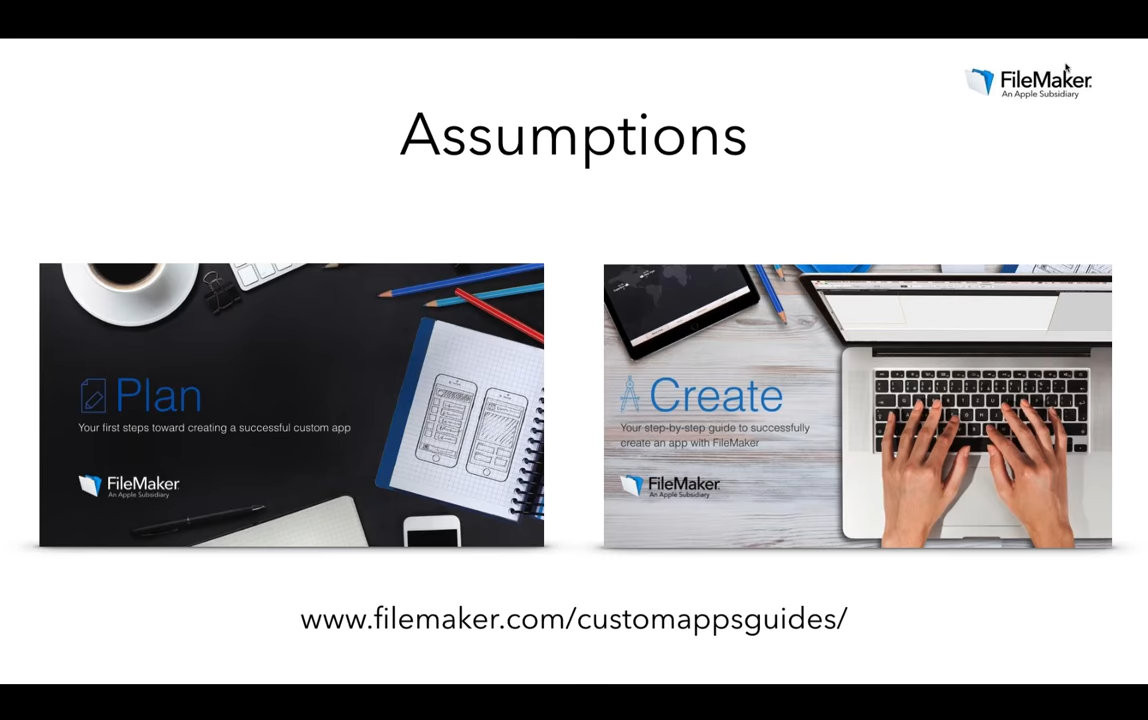 FileMaker.
An Apple Subsidiary
Assumptions
Plan
Your first steps toward creating a successful custom app
FileMaker
An Apple Subsidiary
Create
Your step-by-step guide to successfully
create an app with FileMaker
FileMaker
An Apple Subsidiary
www.filemaker.com/customappsguides/